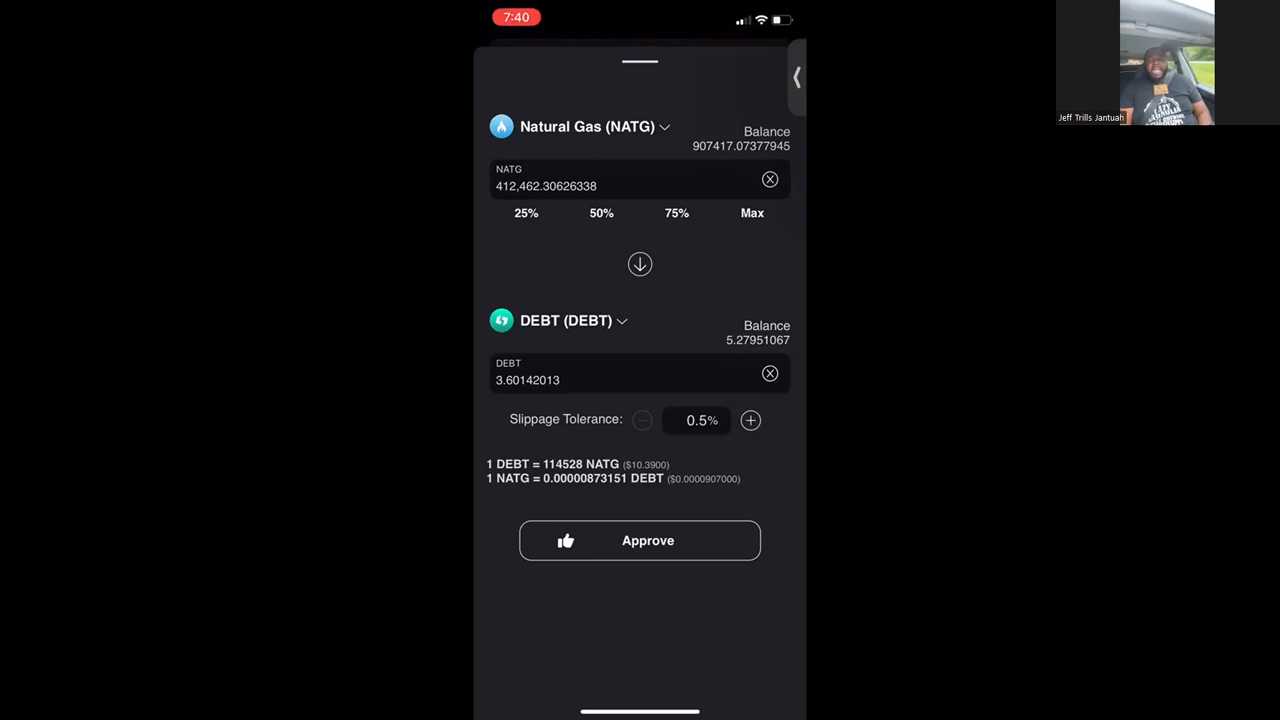 7:40
Natural Gas (NATG)
Balance
907417.07377945
NATG
412,462.30626338
25% 50% 75% Max
DEBT (DEBT)
Balance
5.27951067
DEBT
3.60142013
Slippage Tolerance: 0.5%
1 DEBT = 114528 NATG ($10.3900)
1 NATG = 0.00000873151 DEBT ($0.0000907000)
Approve
Jeff Trills Jantuah